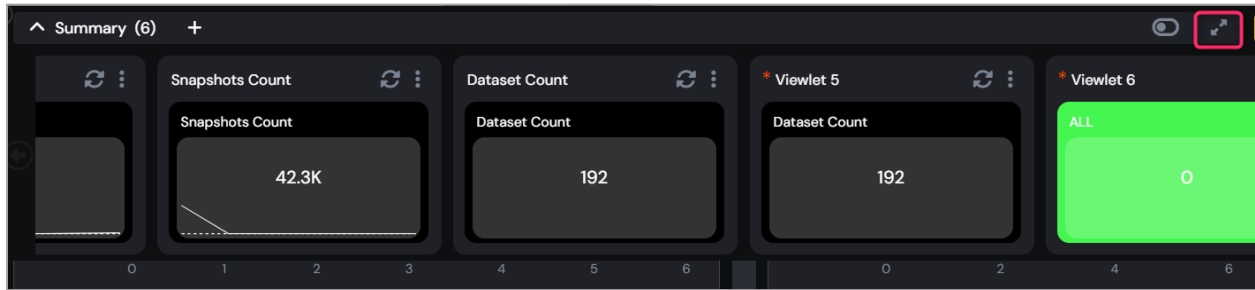 Summary (6) +
Snapshots Count
Dataset Count
* Viewlet 5
* Viewlet 6
Snapshots Count
Dataset Count
Dataset Count
ALL
42.3K
192
192
0
0 1 2 3 4 5 6 0 2 4 6